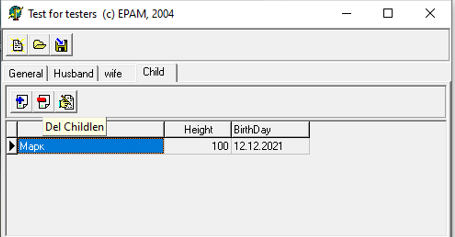 Test for testers (c) EPAM, 2004
General Husband wife Child
Del Childlen
Height BirthDay
Марк 100 12.12.2021